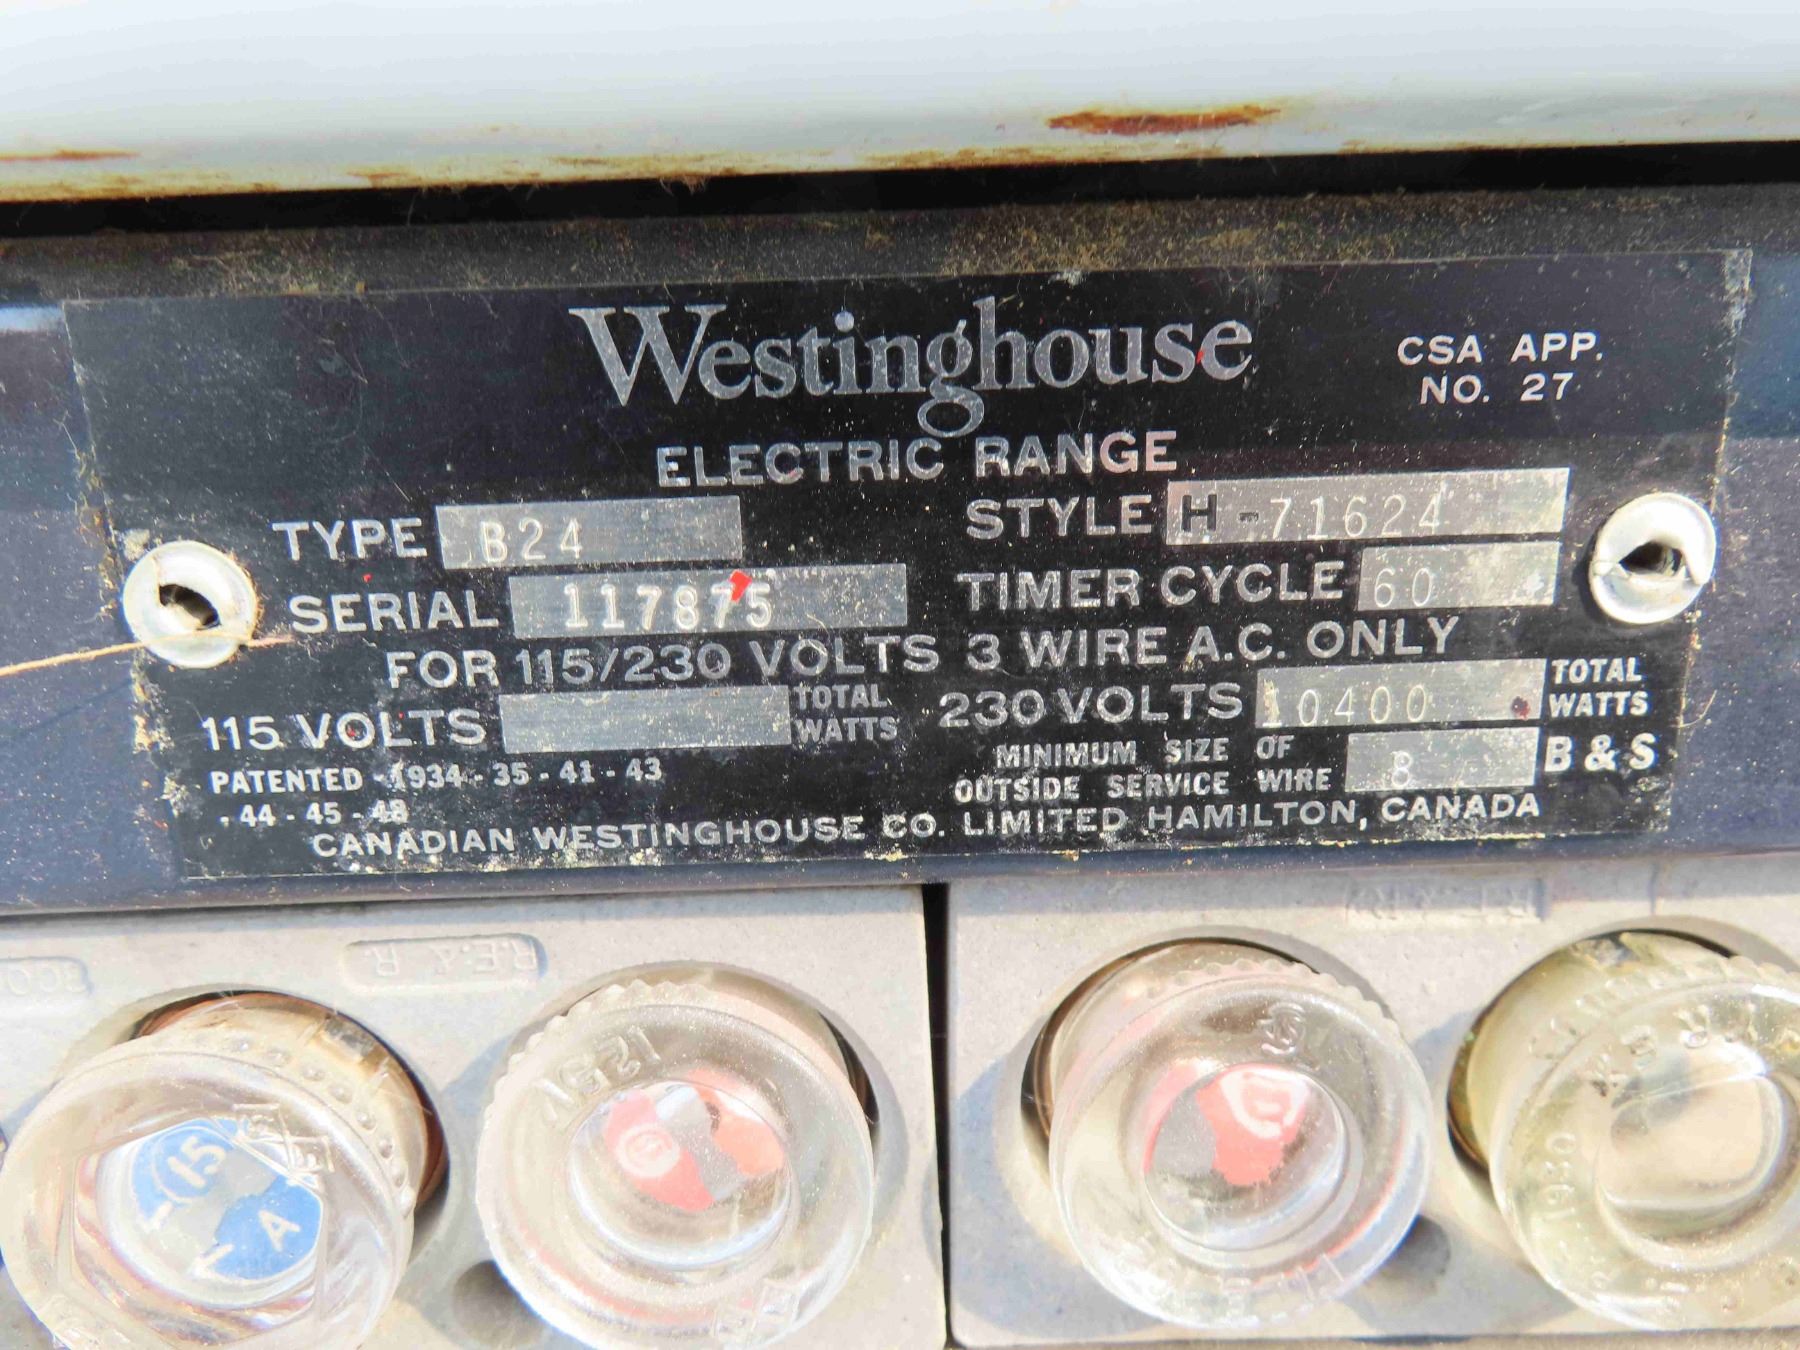 Westinghouse
CSA APP.
NO. 27
ELECTRIC RANGE
TYPE B24
STYLE H-71624
SERIAL 117875
TIMER CYCLE 60
FOR 115/230 VOLTS 3 WIRE A.C. ONLY
115 VOLTS TOTAL WATTS
230 VOLTS 10400 TOTAL WATTS
PATENTED - 1934 - 35 - 41 - 43
- 44 - 45 - 48
MINIMUM SIZE OF
OUTSIDE SERVICE WIRE 8 B & S
CANADIAN WESTINGHOUSE CO. LIMITED HAMILTON, CANADA
R.E. & R.
15
A
125V
1930